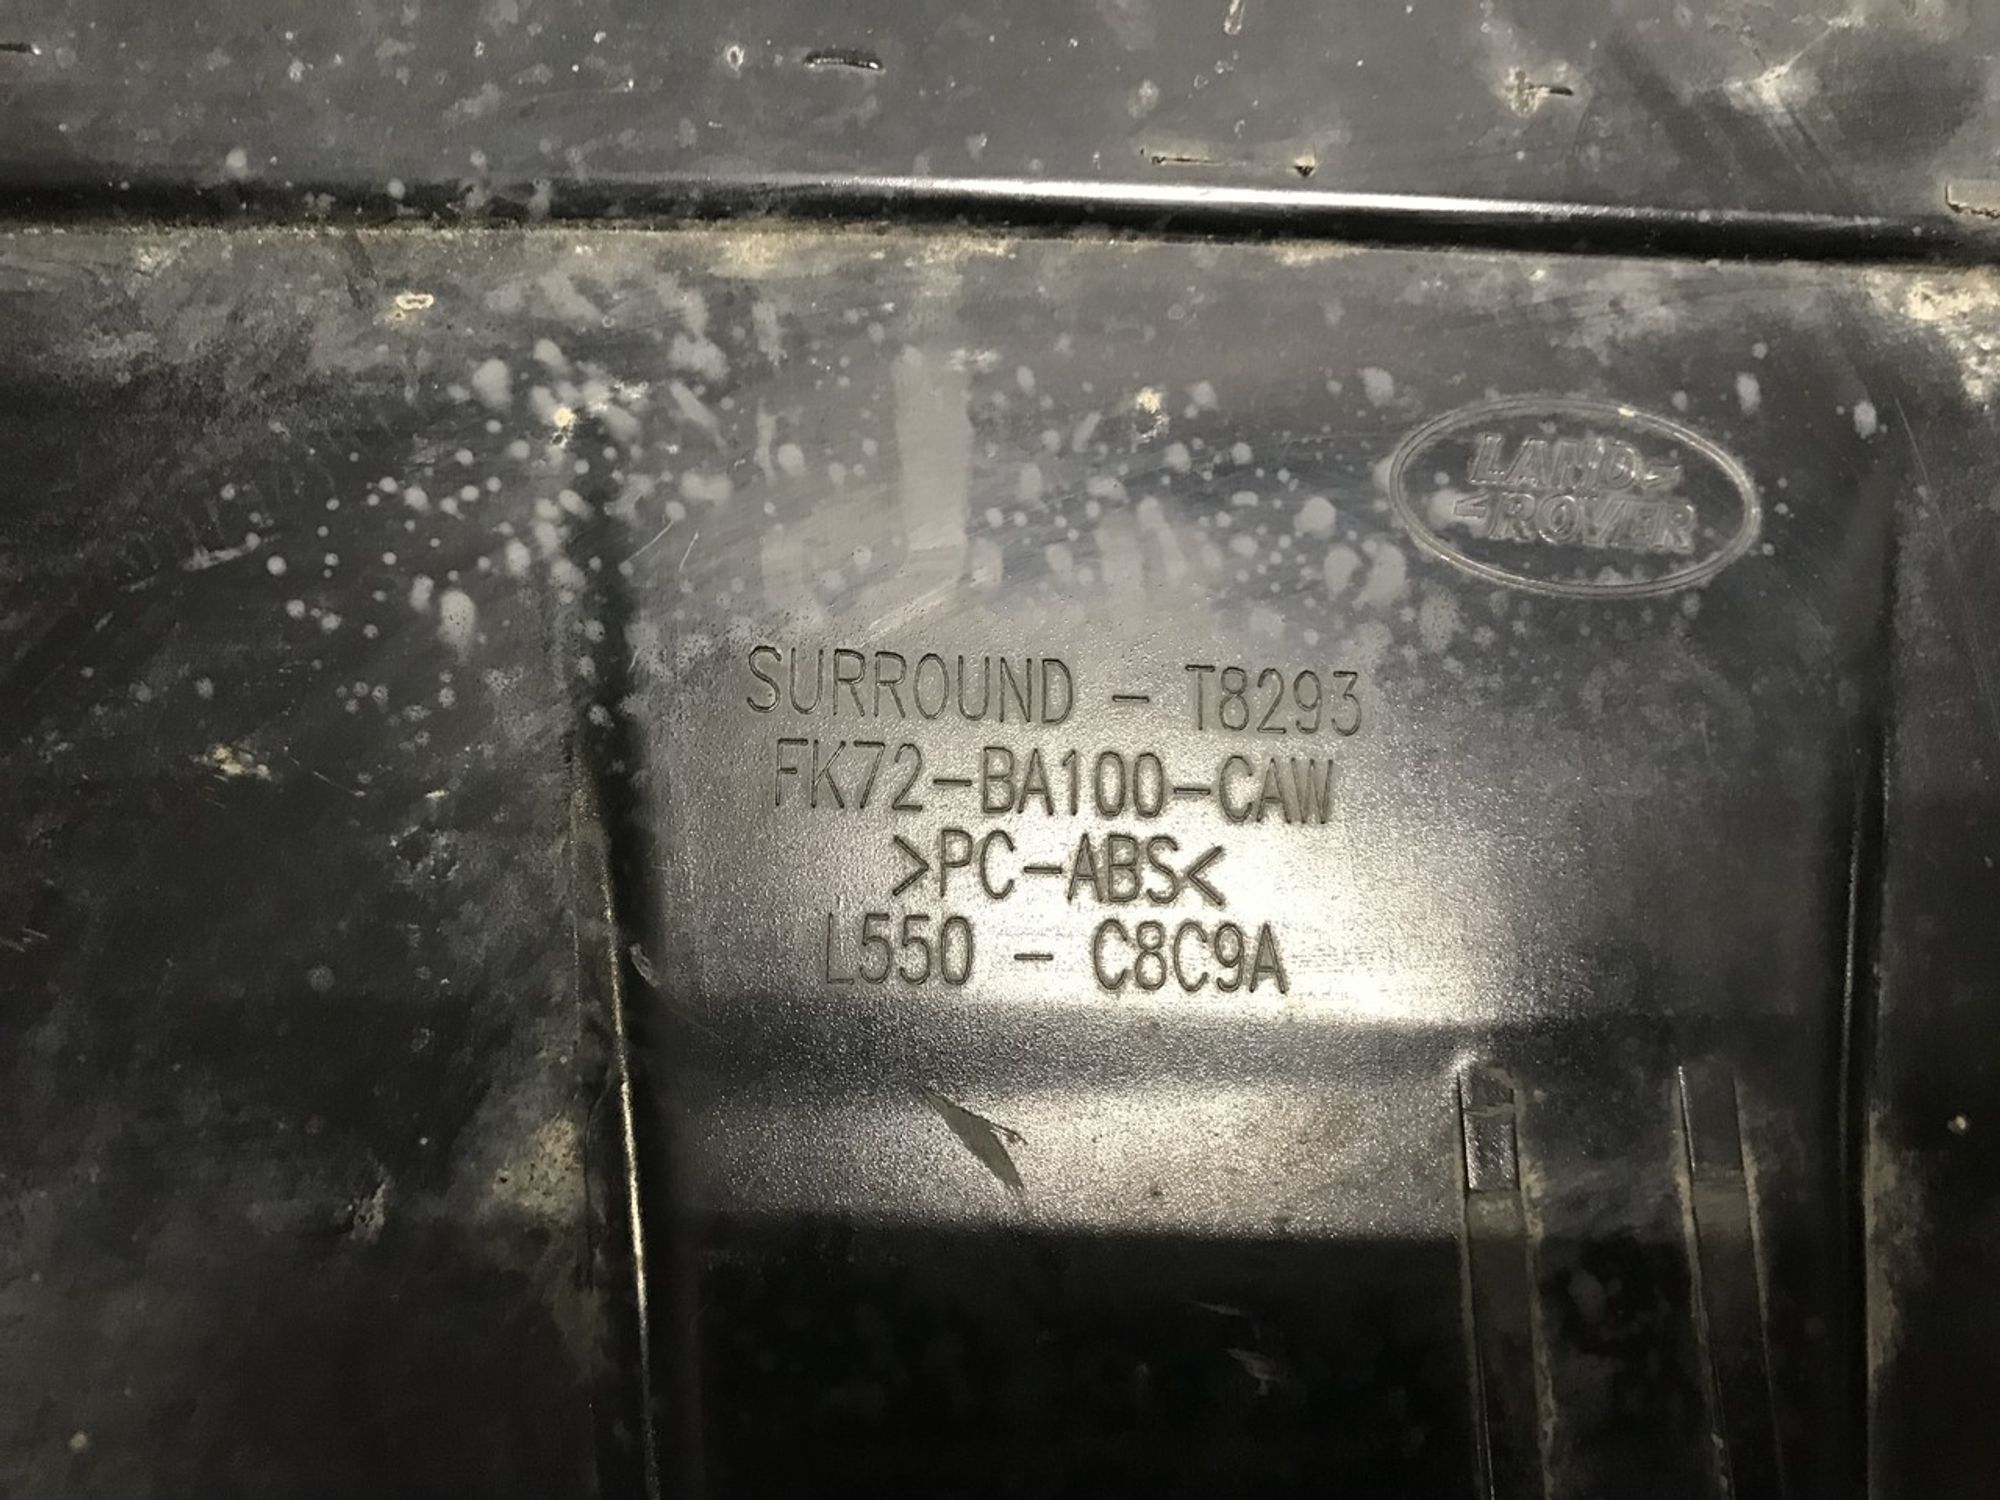 LAND
ROVER
SURROUND - T8293
FK72-BA100-CAW
>PC-ABS<
L550 - C8C9A